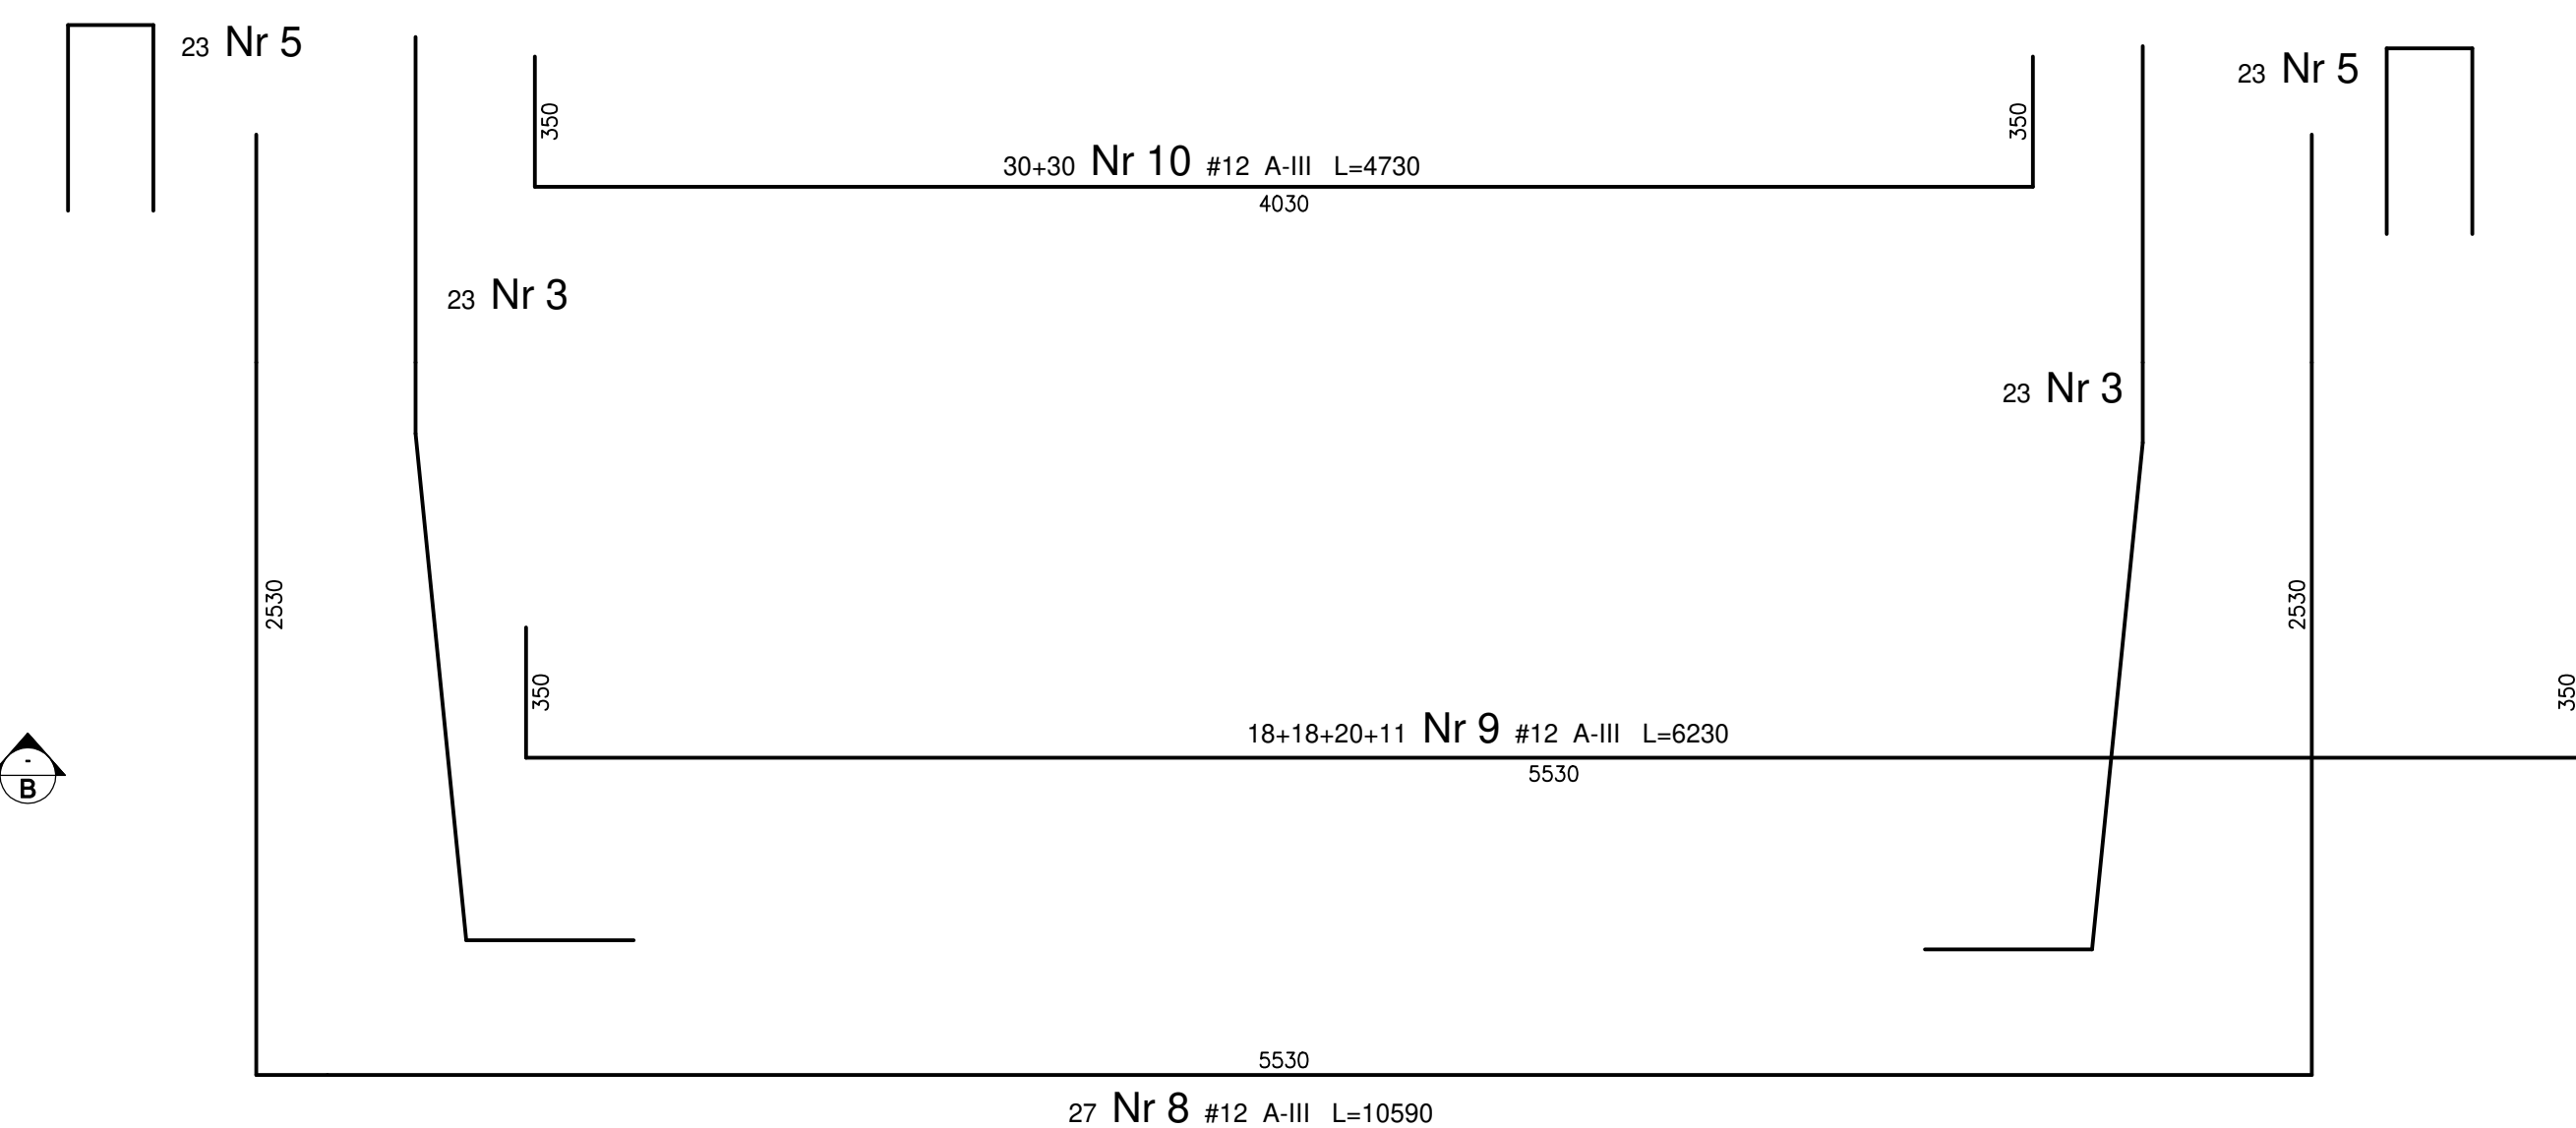 23 Nr 5
23 Nr 5
350
350
30+30 Nr 10 #12 A-III L=4730
4030
23 Nr 3
23 Nr 3
2530
2530
350
350
18+18+20+11 Nr 9 #12 A-III L=6230
5530
-
B
5530
27 Nr 8 #12 A-III L=10590